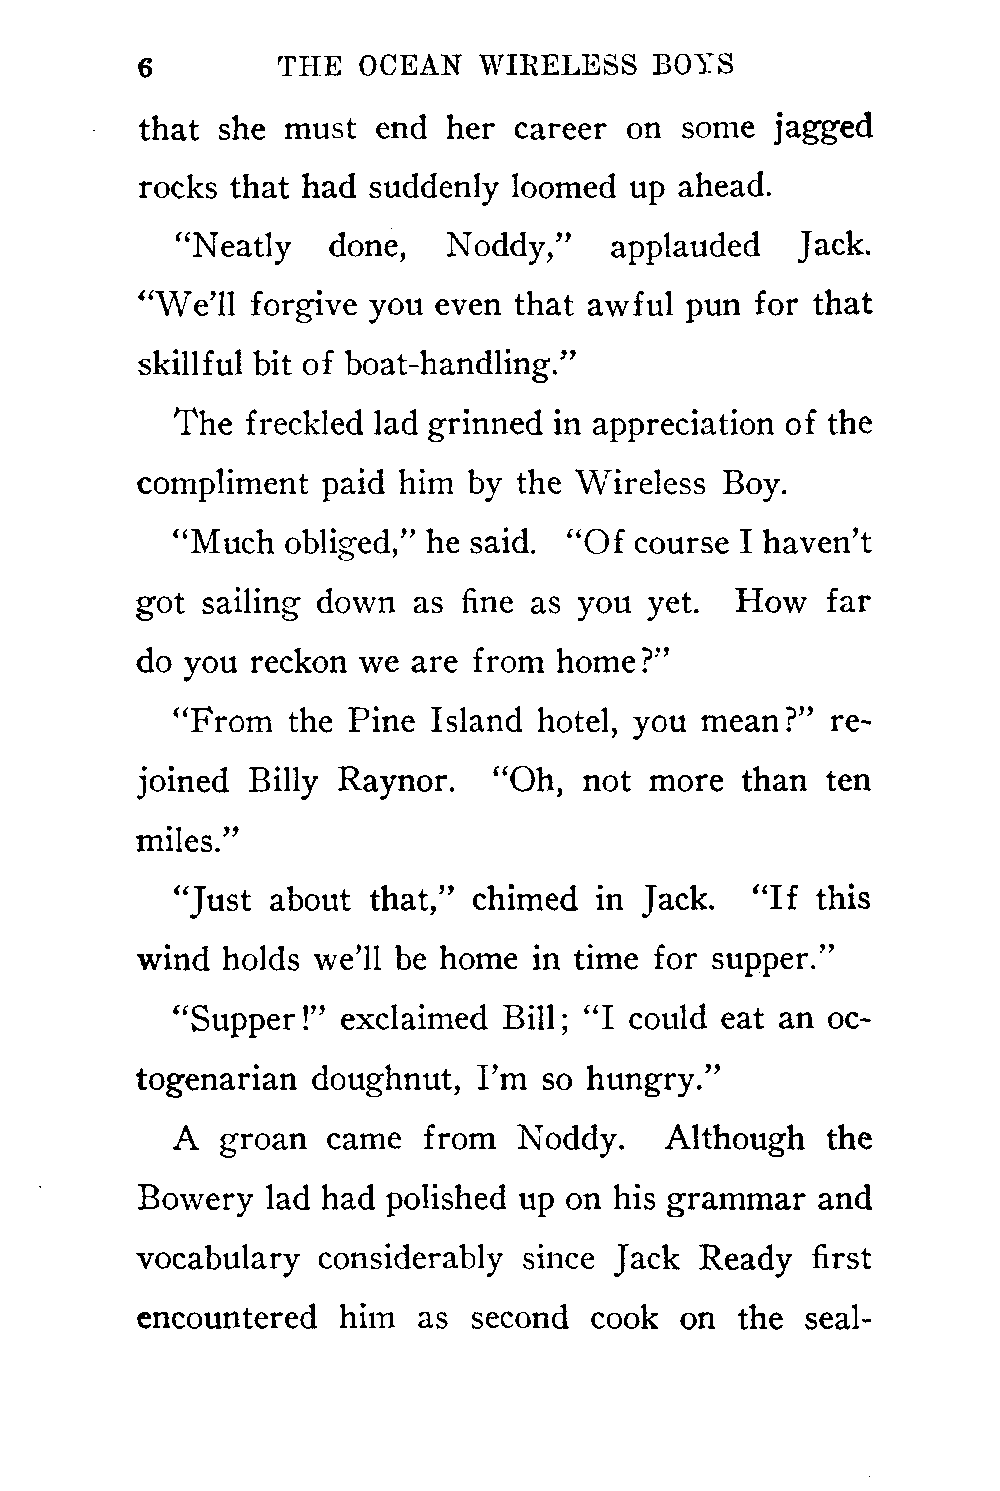 6 THE OCEAN WIRELESS BOYS
that she must end her career on some jagged
rocks that had suddenly loomed up ahead.
“Neatly done, Noddy,” applauded Jack.
“We’ll forgive you even that awful pun for that
skillful bit of boat-handling.”
The freckled lad grinned in appreciation of the
compliment paid him by the Wireless Boy.
“Much obliged,” he said. “Of course I haven’t
got sailing down as fine as you yet. How far
do you reckon we are from home?”
“From the Pine Island hotel, you mean?” re-
joined Billy Raynor. “Oh, not more than ten
miles.”
“Just about that,” chimed in Jack. “If this
wind holds we’ll be home in time for supper.”
“Supper!” exclaimed Bill; “I could eat an oc-
togenarian doughnut, I’m so hungry.”
A groan came from Noddy. Although the
Bowery lad had polished up on his grammar and
vocabulary considerably since Jack Ready first
encountered him as second cook on the seal-